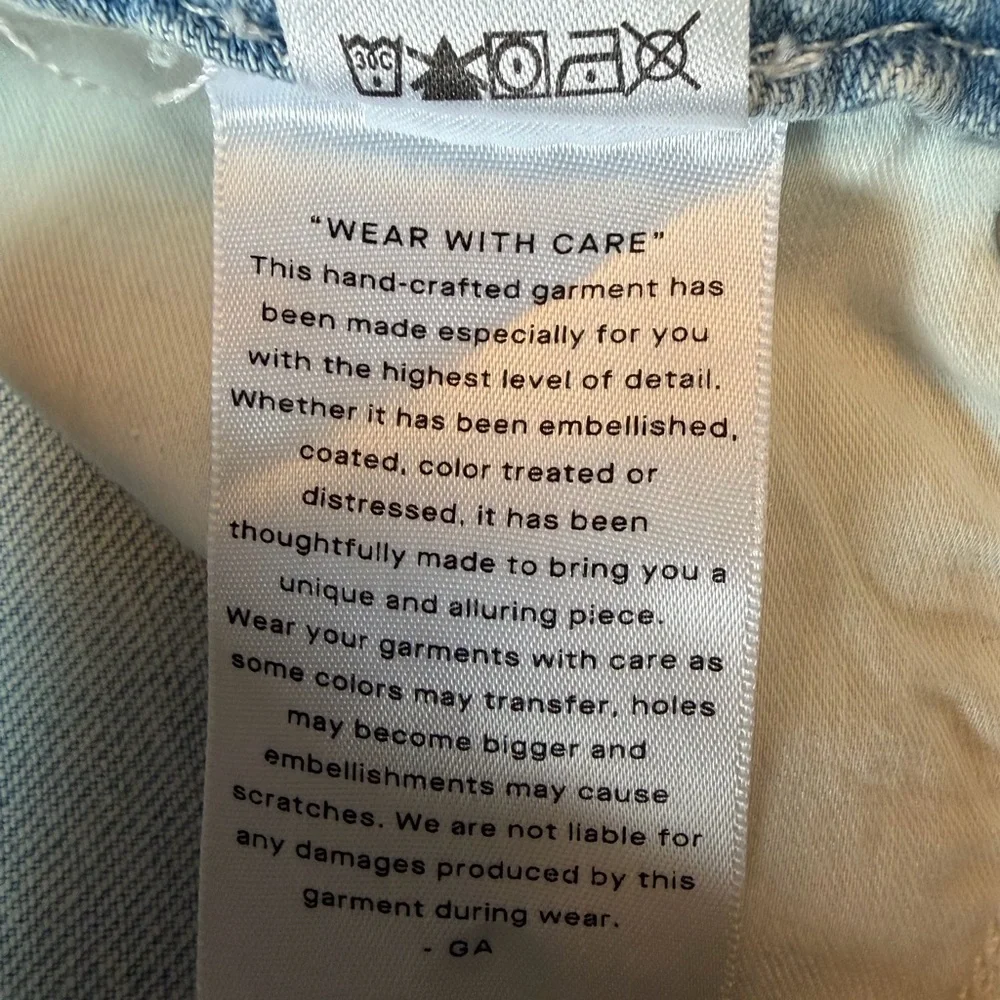 30C
“WEAR WITH CARE”
This hand-crafted garment has
been made especially for you
with the highest level of detail.
Whether it has been embellished,
coated, color treated or
distressed, it has been
thoughtfully made to bring you a
unique and alluring piece.
Wear your garments with care as
some colors may transfer, holes
may become bigger and
embellishments may cause
scratches. We are not liable for
any damages produced by this
garment during wear.
- GA